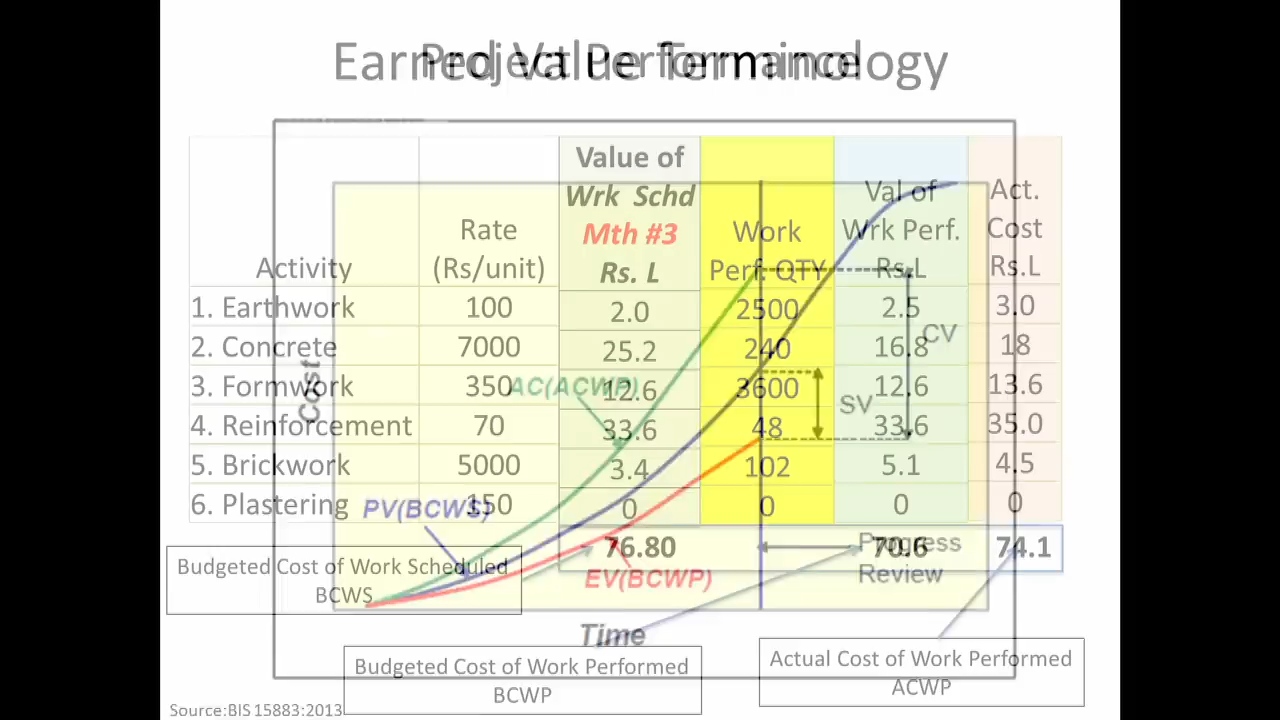 Earned Value Terminology
Project Performance
Activity
Rate
(Rs/unit)
Value of
Wrk Schd
Mth #3
Rs. L
Work
Perf. QTY
Val of
Wrk Perf.
Rs.L
Act.
Cost
Rs.L
1. Earthwork 100 2.0 2500 2.5 3.0
2. Concrete 7000 25.2 240 16.8 18
3. Formwork 350 12.6 3600 12.6 13.6
4. Reinforcement 70 33.6 48 33.6 35.0
5. Brickwork 5000 3.4 102 5.1 4.5
6. Plastering 150 0 0 0 0
76.80 70.6 74.1
Cost
AC(ACWP)
CV
SV
PV(BCWS)
EV(BCWP)
Progress
Review
Time
Budgeted Cost of Work Scheduled
BCWS
Budgeted Cost of Work Performed
BCWP
Actual Cost of Work Performed
ACWP
Source:BIS 15883:2013